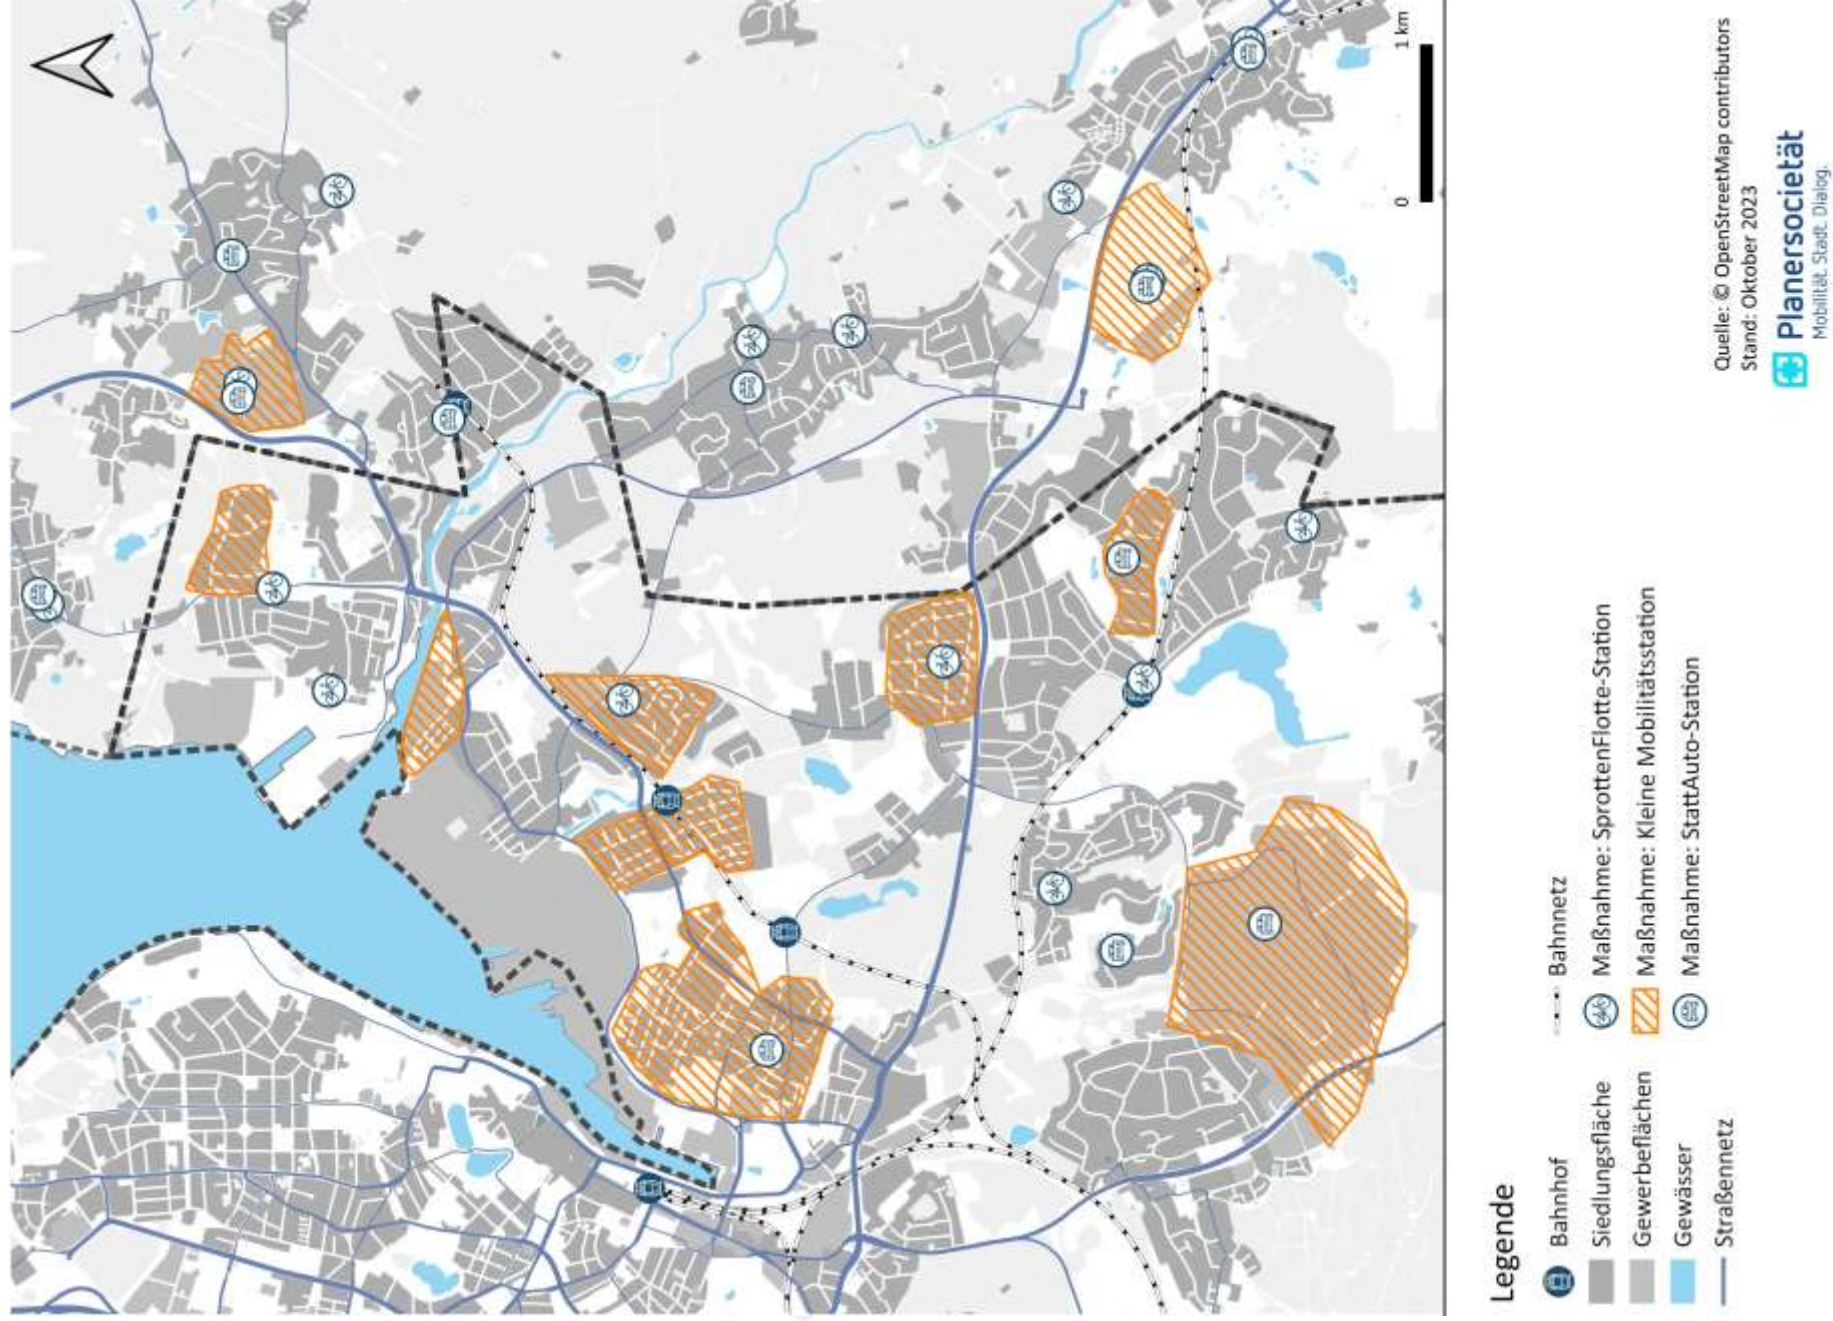 1 km
0
Legende
Bahnhof
Siedlungsfläche
Gewerbeflächen
Gewässer
Straßennetz
Bahnnetz
Maßnahme: SprottenFlotte-Station
Maßnahme: Kleine Mobilitätsstation
Maßnahme: StattAuto-Station
Quelle: © OpenStreetMap contributors
Stand: Oktober 2023
Planersocietät
Mobilität. Stadt. Dialog.